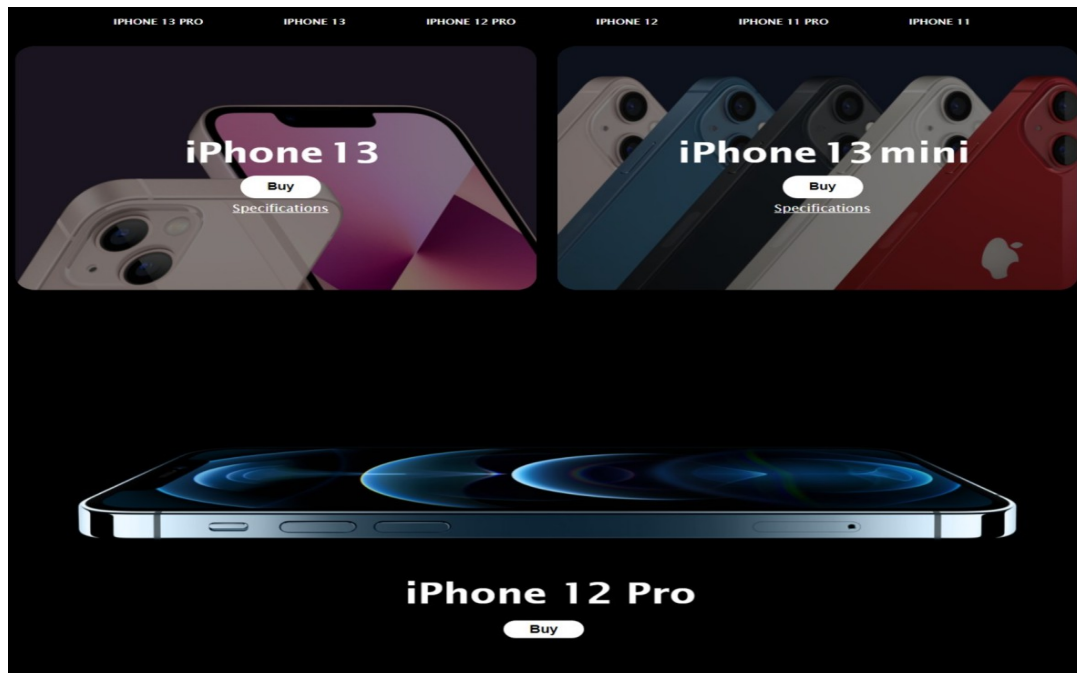 IPHONE 13 PRO IPHONE 13 IPHONE 12 PRO IPHONE 12 IPHONE 11 PRO IPHONE 11
iPhone 13
Buy
Specifications
iPhone 13 mini
Buy
Specifications
iPhone 12 Pro
Buy